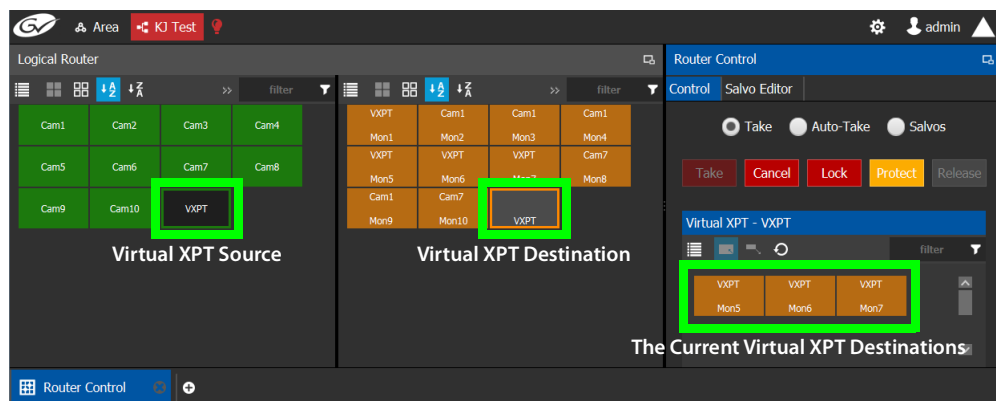 GV Area KJ Test admin
Logical Router
Router Control
filter
filter
Control Salvo Editor
Cam1 Cam2 Cam3 Cam4
Cam5 Cam6 Cam7 Cam8
Cam9 Cam10 VXPT
Virtual XPT Source
VXPT Cam1 Cam1 Cam1
Mon1 Mon2 Mon3 Mon4
VXPT VXPT VXPT Cam7
Mon5 Mon6 Mon7 Mon8
Cam1 Cam7
Mon9 Mon10 VXPT
Virtual XPT Destination
Take Auto-Take Salvos
Take Cancel Lock Protect Release
Virtual XPT - VXPT
filter
VXPT VXPT VXPT
Mon5 Mon6 Mon7
The Current Virtual XPT Destinations
Router Control